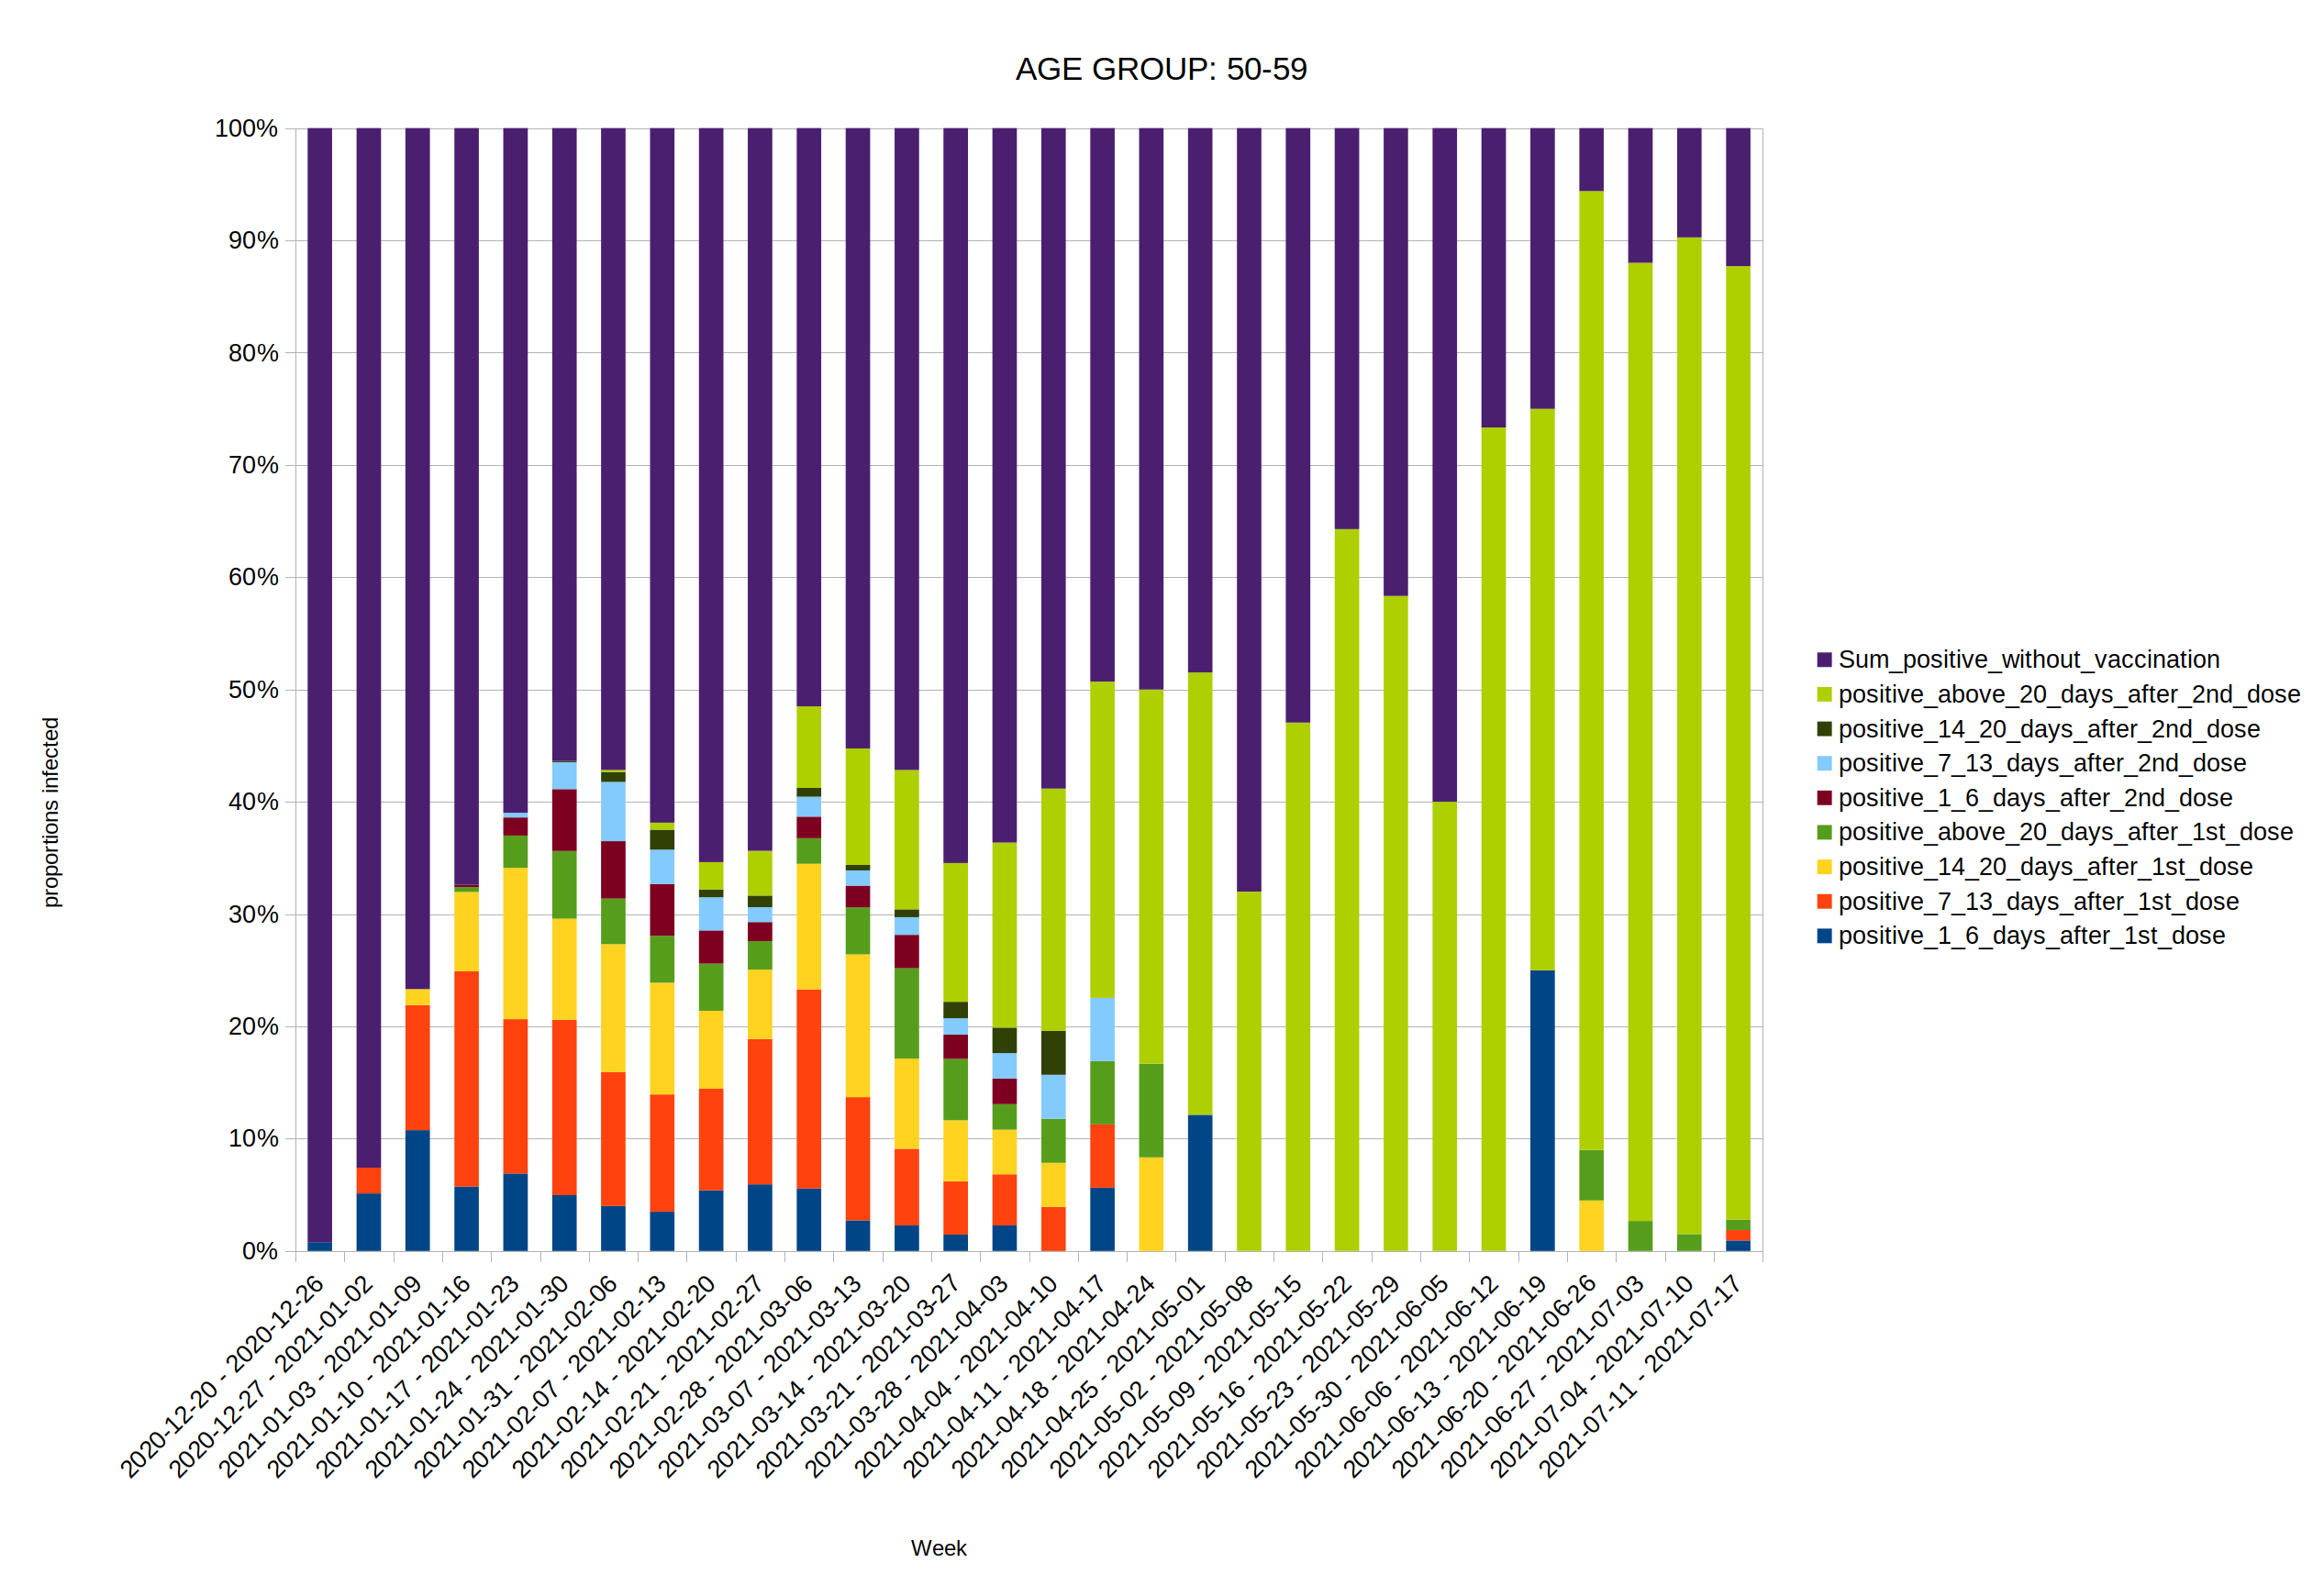 AGE GROUP: 50-59
100%
90%
80%
70%
60%
50%
40%
30%
20%
10%
0%
proportions infected
Sum_positive_without_vaccination
positive_above_20_days_after_2nd_dose
positive_14_20_days_after_2nd_dose
positive_7_13_days_after_2nd_dose
positive_1_6_days_after_2nd_dose
positive_above_20_days_after_1st_dose
positive_14_20_days_after_1st_dose
positive_7_13_days_after_1st_dose
positive_1_6_days_after_1st_dose
2020-12-20 - 2020-12-26
2020-12-27 - 2021-01-02
2021-01-03 - 2021-01-09
2021-01-10 - 2021-01-16
2021-01-17 - 2021-01-23
2021-01-24 - 2021-01-30
2021-01-31 - 2021-02-06
2021-02-07 - 2021-02-13
2021-02-14 - 2021-02-20
2021-02-21 - 2021-02-27
2021-02-28 - 2021-03-06
2021-03-07 - 2021-03-13
2021-03-14 - 2021-03-20
2021-03-21 - 2021-03-27
2021-03-28 - 2021-04-03
2021-04-04 - 2021-04-10
2021-04-11 - 2021-04-17
2021-04-18 - 2021-04-24
2021-04-25 - 2021-05-01
2021-05-02 - 2021-05-08
2021-05-09 - 2021-05-15
2021-05-16 - 2021-05-22
2021-05-23 - 2021-05-29
2021-05-30 - 2021-06-05
2021-06-06 - 2021-06-12
2021-06-13 - 2021-06-19
2021-06-20 - 2021-06-26
2021-06-27 - 2021-07-03
2021-07-04 - 2021-07-10
2021-07-11 - 2021-07-17
Week